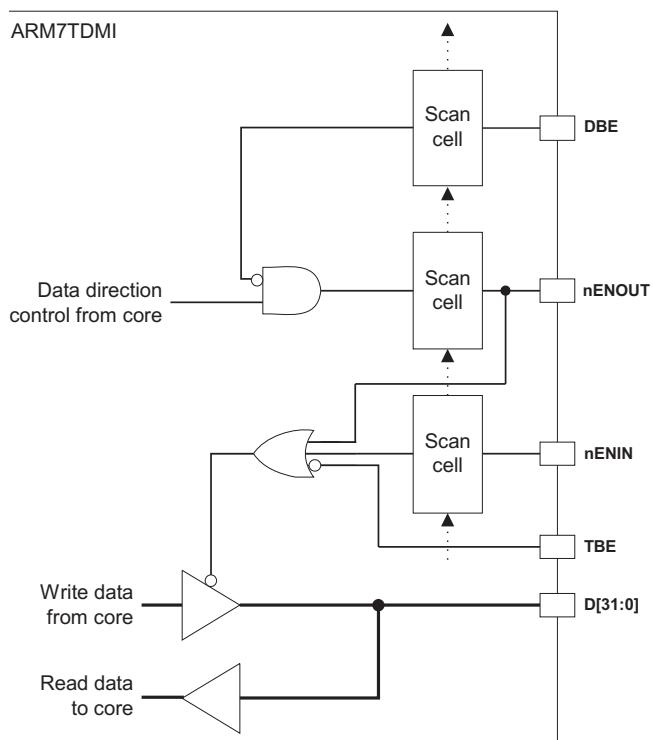 ARM7TDMI
Scan
cell
DBE
Scan
cell
nENOUT
Data direction
control from core
Scan
cell
nENIN
TBE
Write data
from core
D[31:0]
Read data
to core